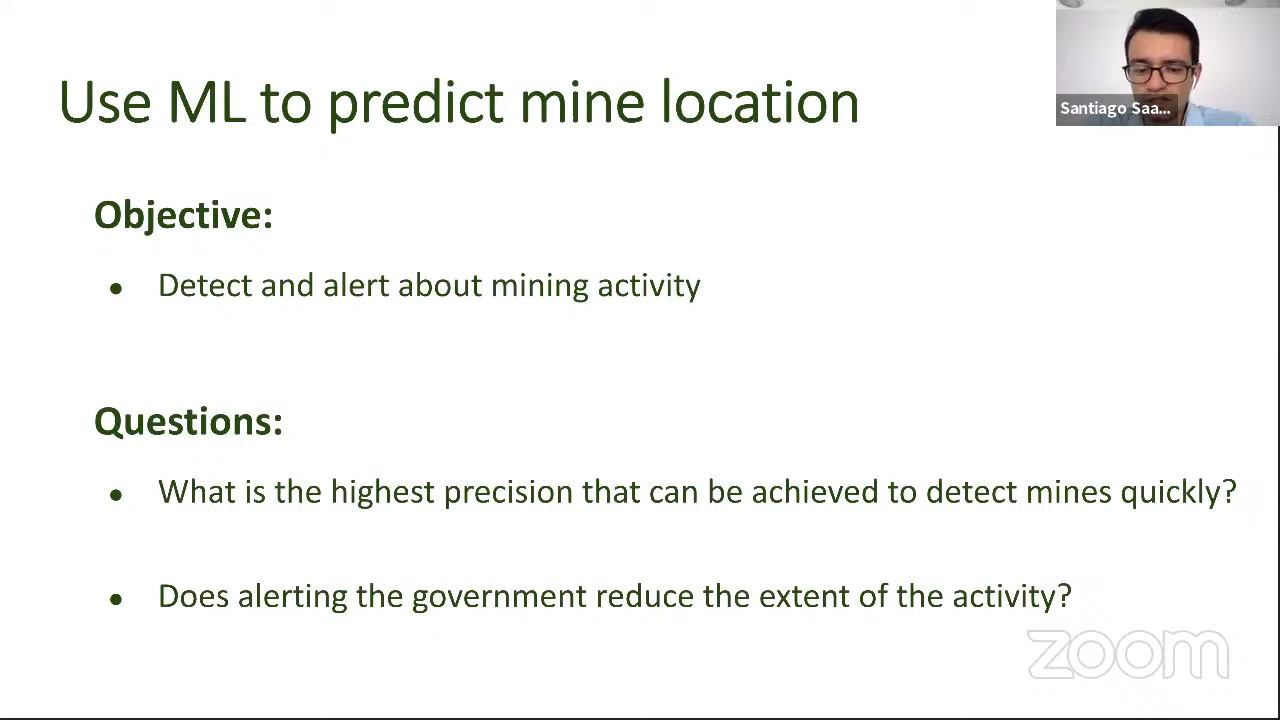 Use ML to predict mine location
Santiago Saa...
Objective:
● Detect and alert about mining activity
Questions:
● What is the highest precision that can be achieved to detect mines quickly?
● Does alerting the government reduce the extent of the activity?
zoom